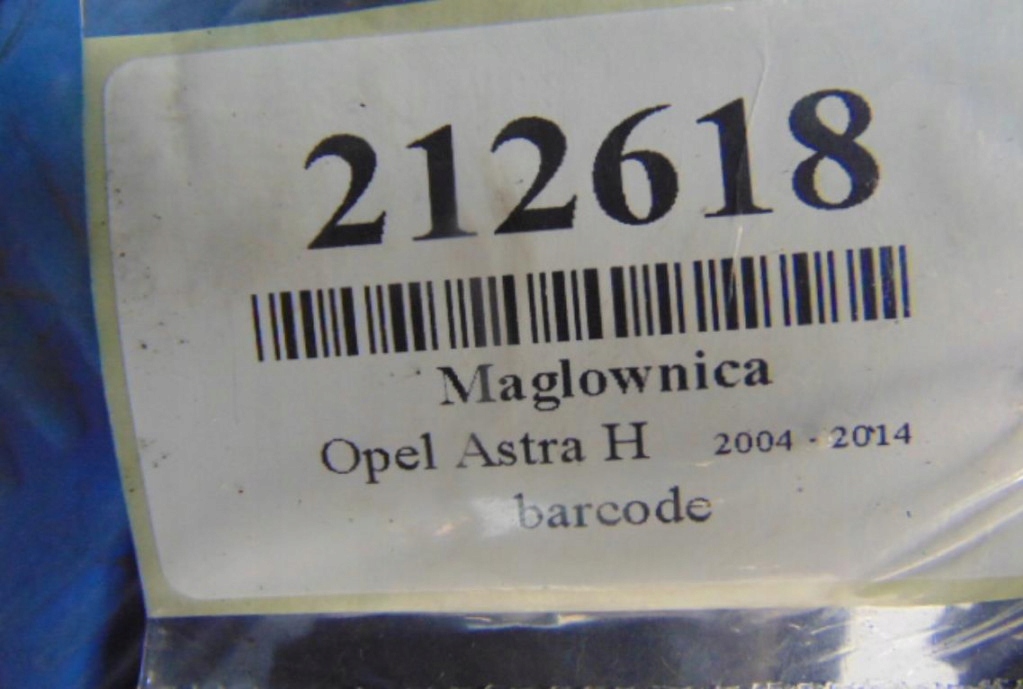 212618
Maglownica
Opel Astra H 2004 - 2014
barcode